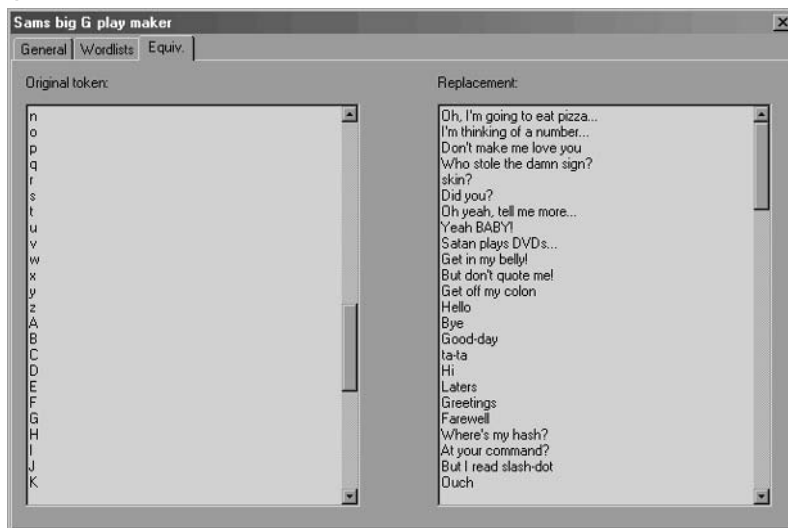 Sams big G play maker
General
Wordlists
Equiv.
Original token:
n
o
p
q
r
s
t
u
v
w
x
y
z
A
B
C
D
E
F
G
H
I
J
K
Replacement:
Oh, I'm going to eat pizza...
I'm thinking of a number...
Don't make me love you
Who stole the damn sign?
skin?
Did you?
Oh yeah, tell me more...
Yeah BABY!
Satan plays DVDs...
Get in my belly!
But don't quote me!
Get off my colon
Hello
Bye
Good-day
ta-ta
Hi
Laters
Greetings
Farewell
Where's my hash?
At your command?
But I read slash-dot
Ouch